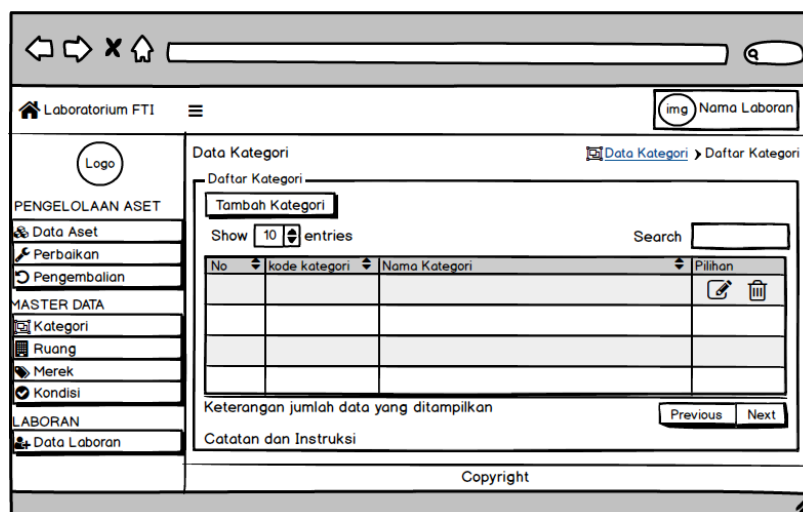 Laboratorium FTI
img Nama Laboran
Logo
PENGELOLAAN ASET
Data Aset
Perbaikan
Pengembalian
MASTER DATA
Kategori
Ruang
Merek
Kondisi
LABORAN
Data Laboran
Data Kategori
Data Kategori > Daftar Kategori
Daftar Kategori
Tambah Kategori
Show 10 entries
Search
No kode kategori Nama Kategori Pilihan
Keterangan jumlah data yang ditampilkan
Previous Next
Catatan dan Instruksi
Copyright